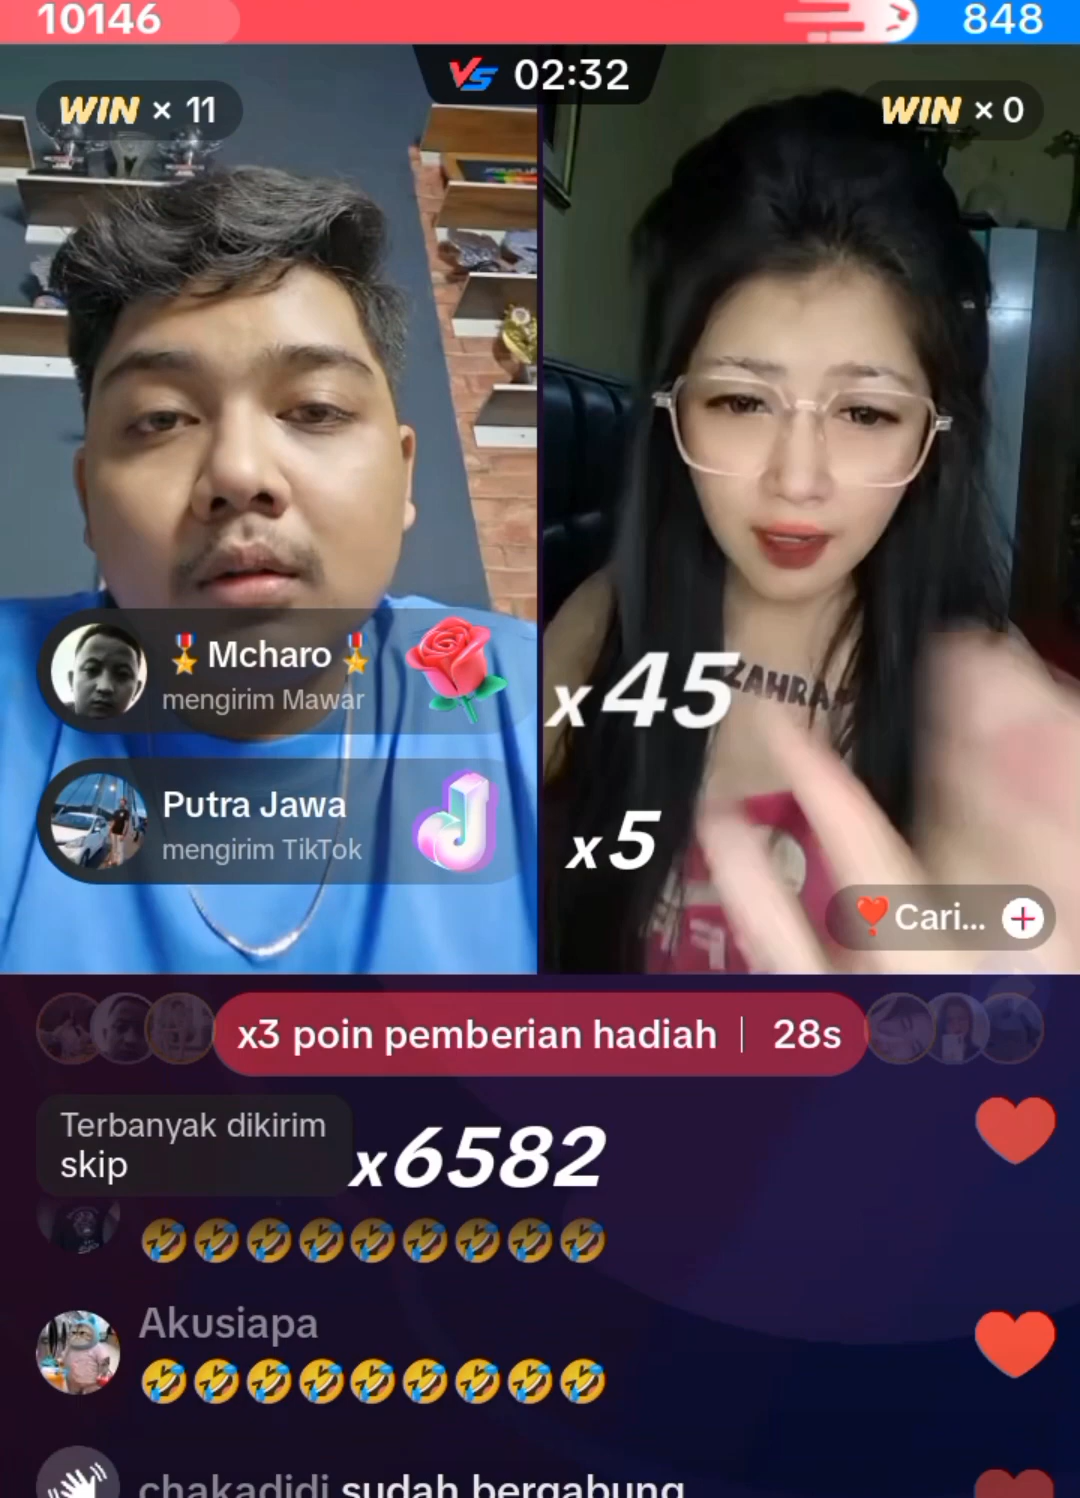 10146
848
VS 02:32
WIN × 11
WIN × 0
Mcharo
mengirim Mawar
x45
ZAHRA
Putra Jawa
mengirim TikTok
x5
Cari...
x3 poin pemberian hadiah | 28s
Terbanyak dikirim
skip
x6582
Akusiapa
chakadidi sudah bergabung